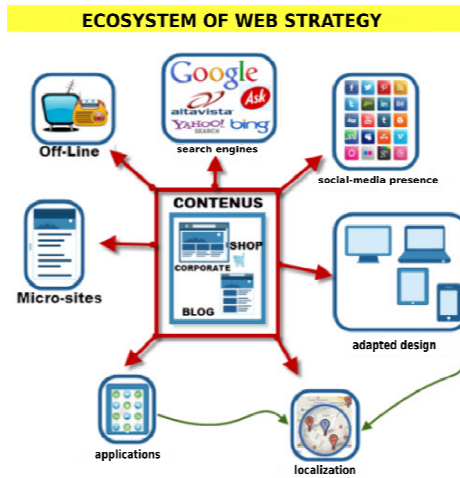 ECOSYSTEM OF WEB STRATEGY
Google
altavista
Ask
YAHOO!
SEARCH
bing
Off-Line
search engines
social-media presence
CONTENUS
SHOP
CORPORATE
BLOG
Micro-sites
adapted design
applications
localization